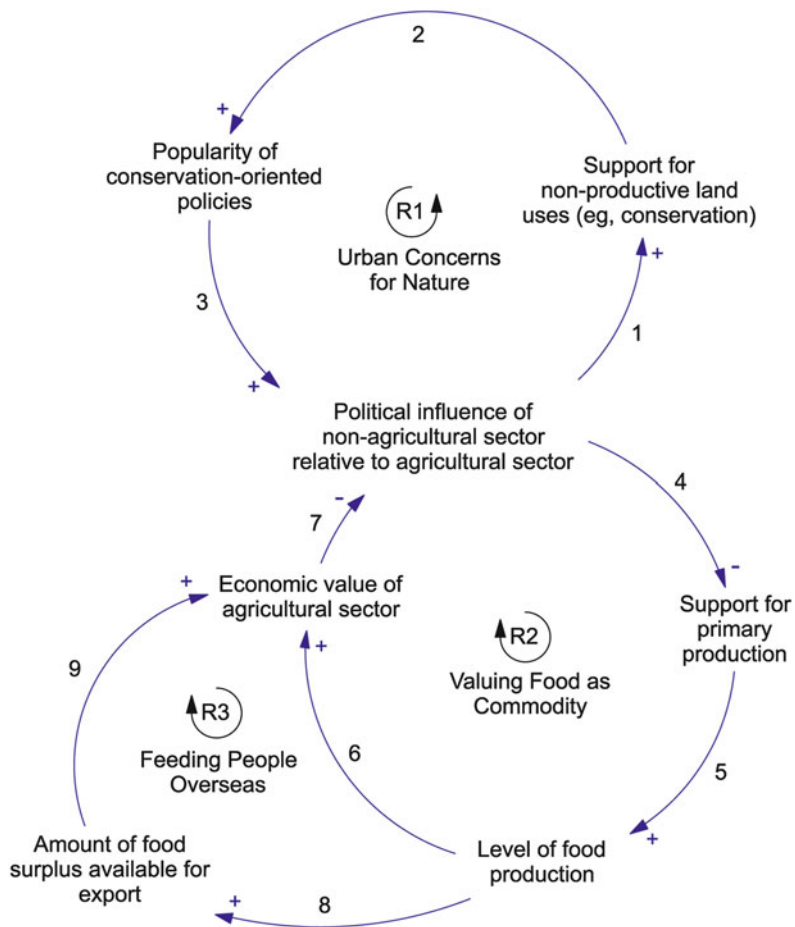 2
+
Popularity of
conservation-oriented
policies
Support for
non-productive land
uses (eg, conservation)
R1
Urban Concerns
for Nature
+
3
1
+
Political influence of
non-agricultural sector
relative to agricultural sector
4
-
7
-
+
Economic value of
agricultural sector
Support for
primary
production
+
R2
Valuing Food as
Commodity
9
R3
Feeding People
Overseas
6
5
Amount of food
surplus available for
export
Level of food
production
+
+
8